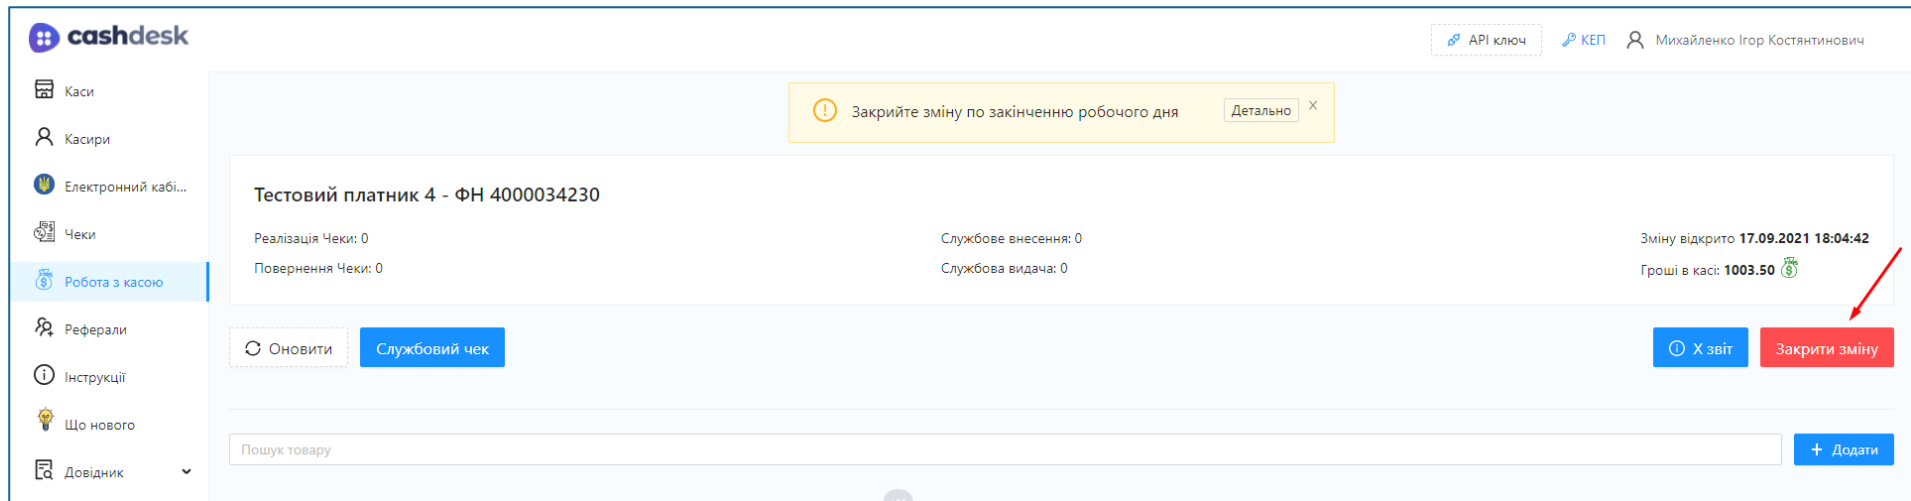 cashdesk
API ключ
КЕП
Михайленко Ігор Костянтинович
Каси
Касири
Електронний кабі...
Чеки
Робота з касою
Реферали
Інструкції
Що нового
Довідник
Закрийте зміну по закінченню робочого дня
Детально
Тестовий платник 4 - ФН 4000034230
Реалізація Чеки: 0
Службове внесення: 0
Зміну відкрито 17.09.2021 18:04:42
Повернення Чеки: 0
Службова видача: 0
Гроші в касі: 1003.50
Оновити
Службовий чек
X звіт
Закрити зміну
Пошук товару
+ Додати